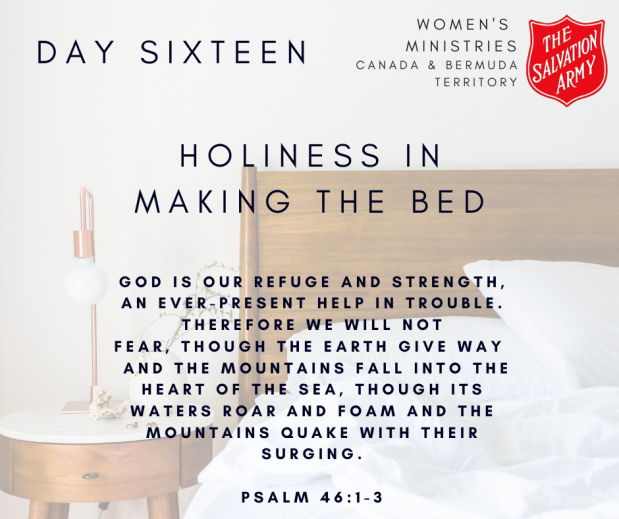 DAY SIXTEEN
WOMEN'S
MINISTRIES
CANADA & BERMUDA
TERRITORY
THE
SALVATION
ARMY
HOLINESS IN
MAKING THE BED
GOD IS OUR REFUGE AND STRENGTH,
AN EVER-PRESENT HELP IN TROUBLE.
THEREFORE WE WILL NOT
FEAR, THOUGH THE EARTH GIVE WAY
AND THE MOUNTAINS FALL INTO THE
HEART OF THE SEA, THOUGH ITS
WATERS ROAR AND FOAM AND THE
MOUNTAINS QUAKE WITH THEIR
SURGING.
PSALM 46:1-3